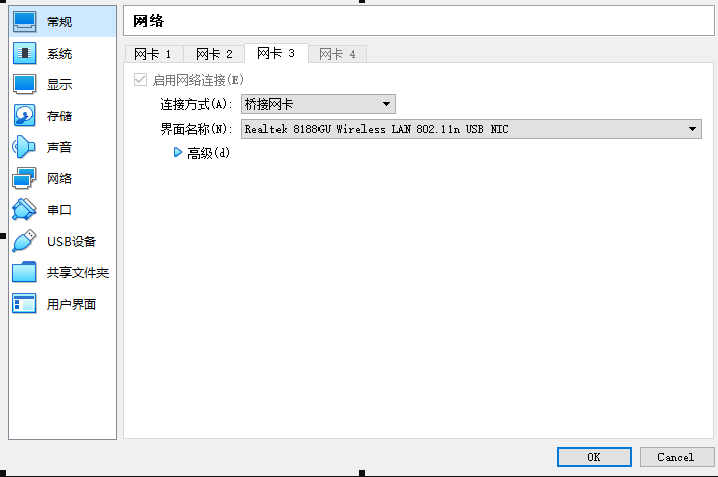 常规
系统
显示
存储
声音
网络
串口
USB设备
共享文件夹
用户界面
网络
网卡 1 网卡 2 网卡 3 网卡 4
启用网络连接(E)
连接方式(A): 桥接网卡
界面名称(N): Realtek 8188GU Wireless LAN 802.11n USB NIC
高级(d)
OK Cancel